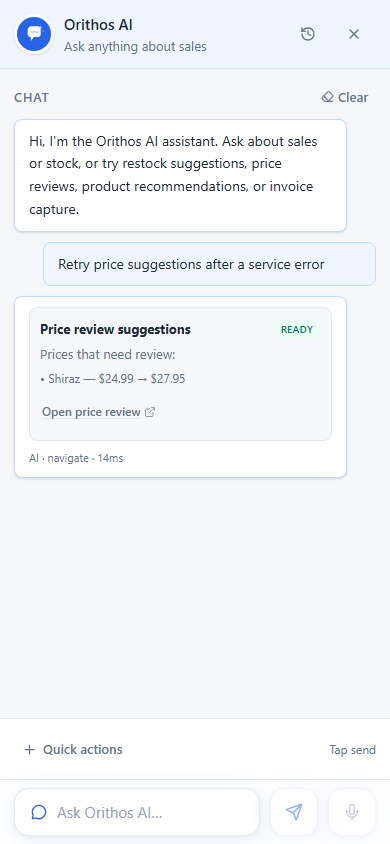 Orithos AI
Ask anything about sales
CHAT
Clear
Hi, I'm the Orithos AI assistant. Ask about sales
or stock, or try restock suggestions, price
reviews, product recommendations, or invoice
capture.
Retry price suggestions after a service error
Price review suggestions
READY
Prices that need review:
• Shiraz — $24.99 → $27.95
Open price review
AI · navigate · 14ms
Quick actions
Tap send
Ask Orithos AI...